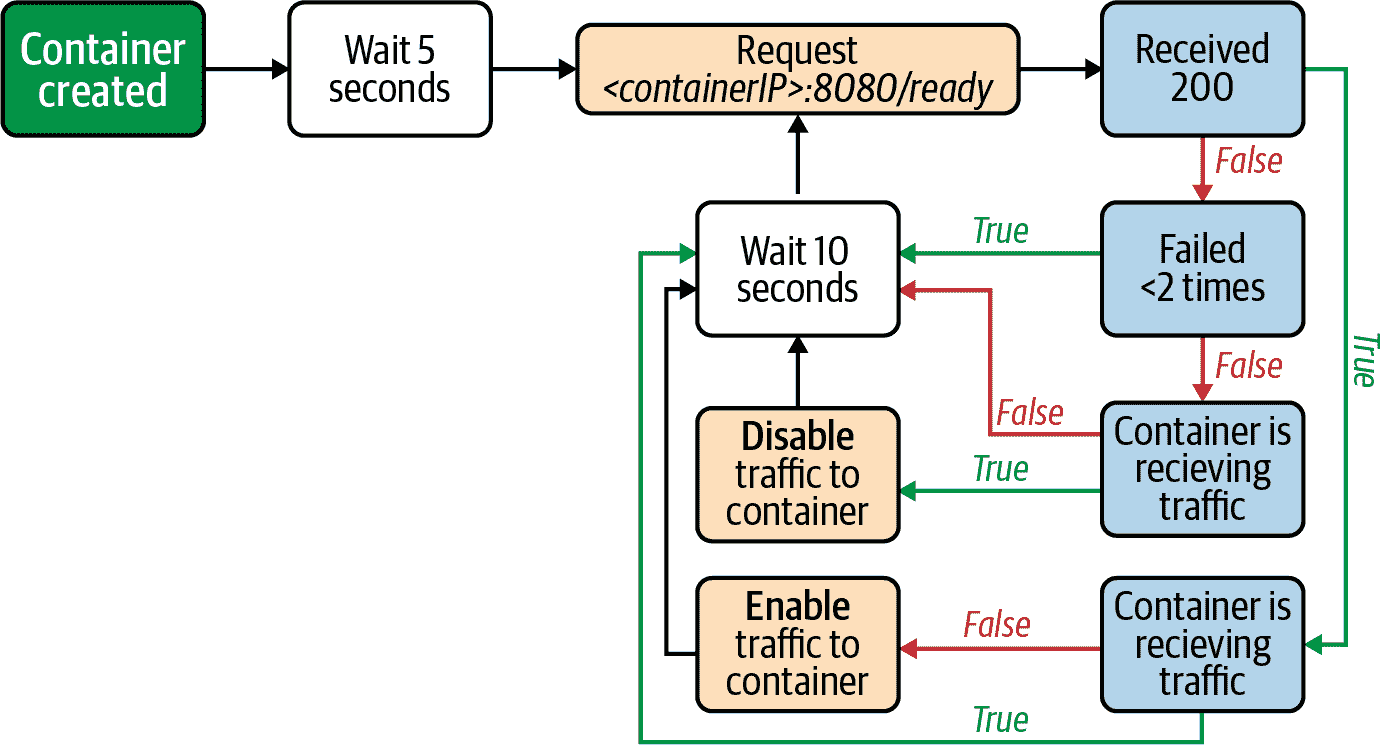 Container
created
Wait 5
seconds
Request
<containerIP>:8080/ready
Received
200
False
True
Wait 10
seconds
True
Failed
<2 times
False
True
Disable
traffic to
container
False
True
Container is
recieving
traffic
Enable
traffic to
container
False
Container is
recieving
traffic
True